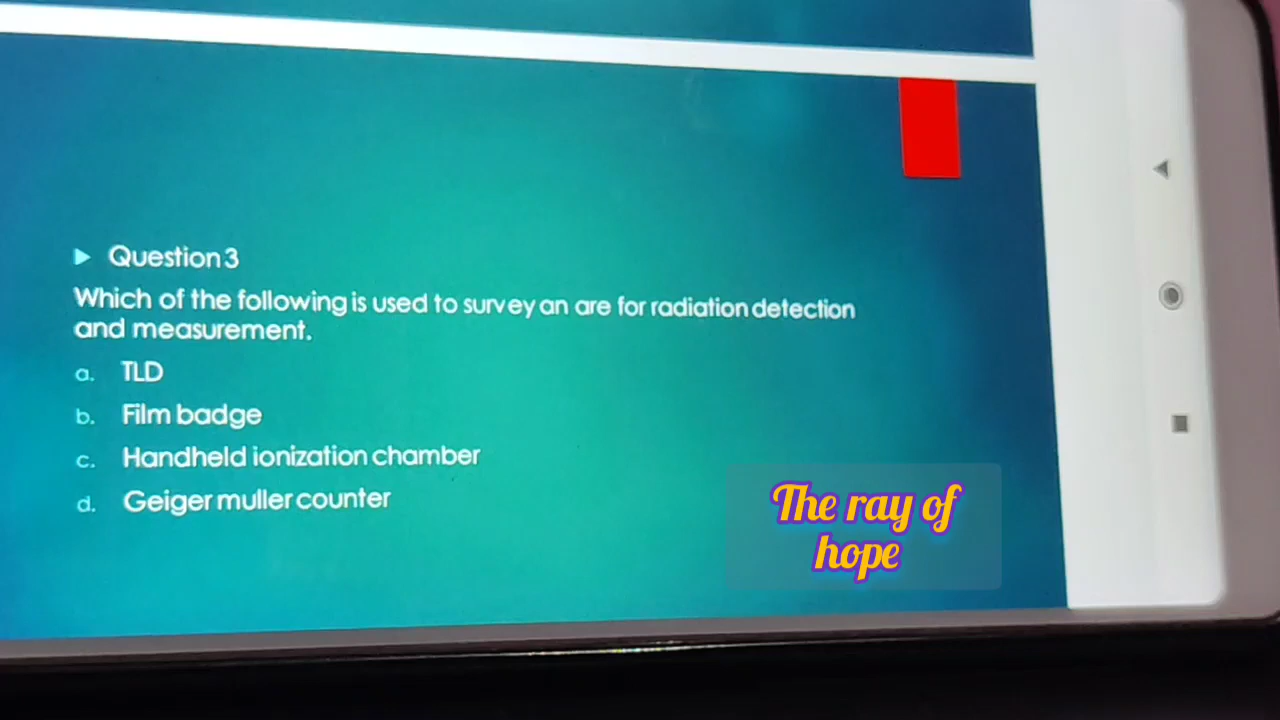 Question 3
Which of the following is used to survey an are for radiation detection
and measurement.
a. TLD
b. Film badge
c. Handheld ionization chamber
d. Geiger muller counter
The ray of
hope